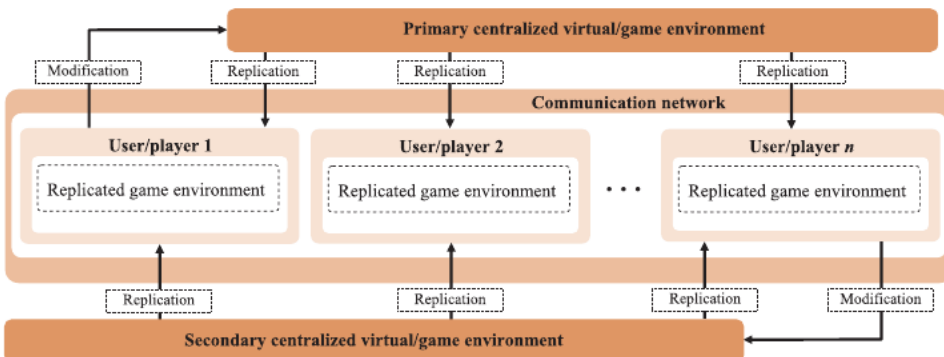 Primary centralized virtual/game environment
Modification Replication Replication Replication
Communication network
User/player 1 User/player 2 User/player n
Replicated game environment Replicated game environment . . . Replicated game environment
Replication Replication Replication Modification
Secondary centralized virtual/game environment